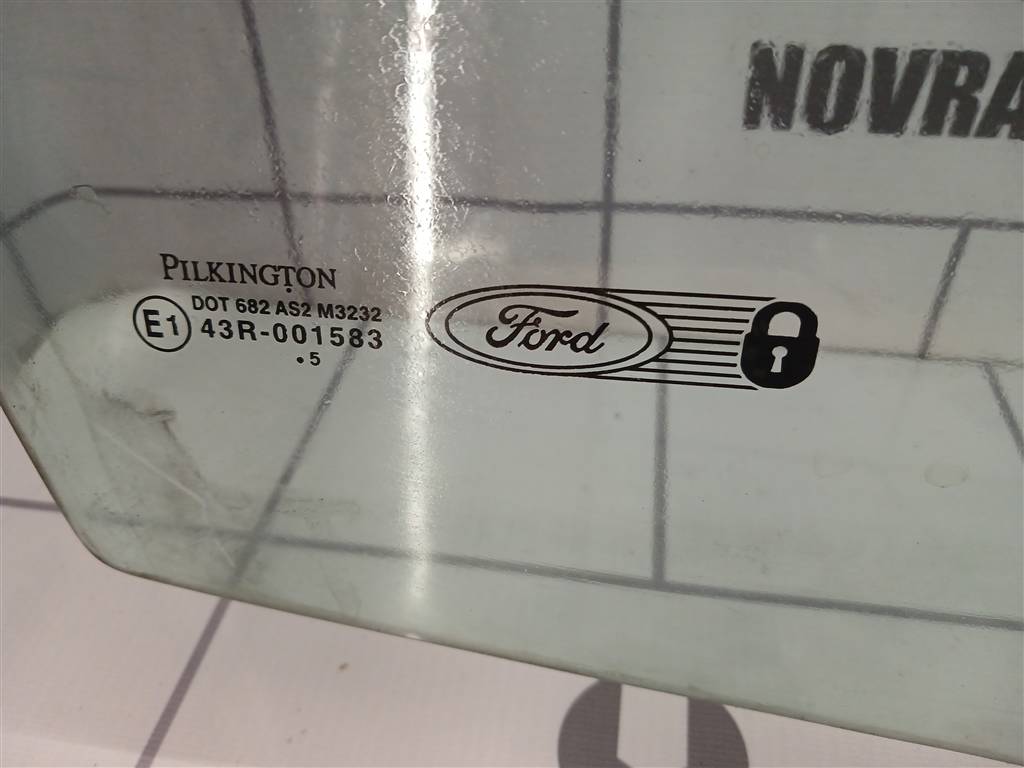 NOVRA
PILKINGTON
DOT 682 AS2 M3232
E1 43R-001583
.5
Ford